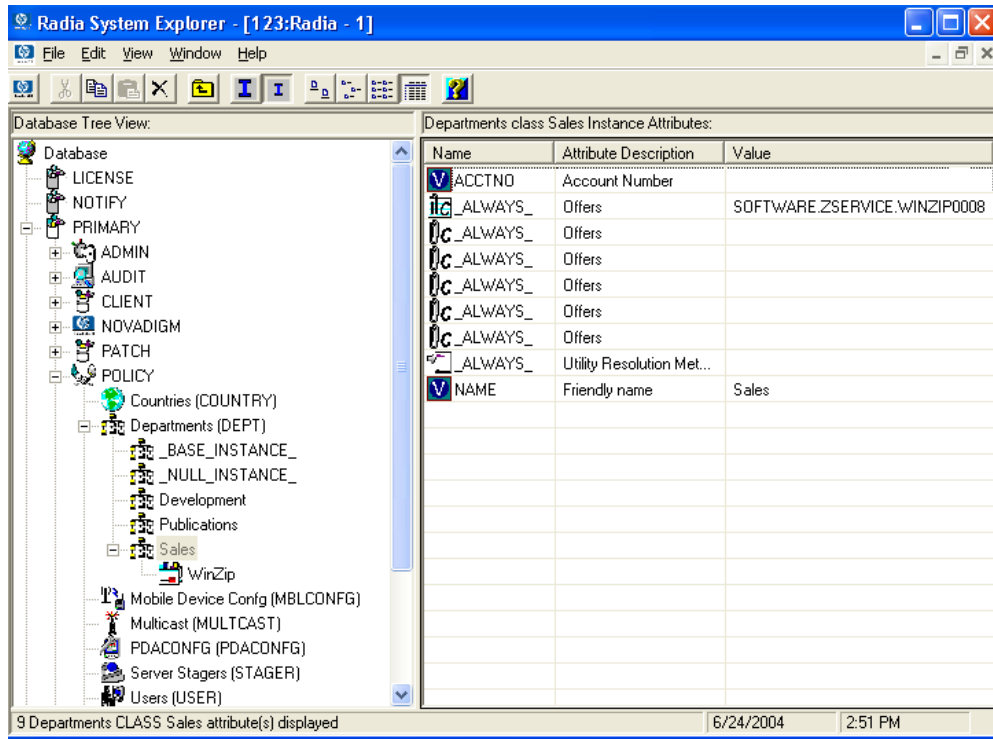 Radia System Explorer - [123:Radia - 1]
File Edit View Window Help
Database Tree View:
Database
LICENSE
NOTIFY
PRIMARY
ADMIN
AUDIT
CLIENT
NOVADIGM
PATCH
POLICY
Countries (COUNTRY)
Departments (DEPT)
_BASE_INSTANCE_
_NULL_INSTANCE_
Development
Publications
Sales
WinZip
Mobile Device Confg (MBLCONFG)
Multicast (MULTCAST)
PDACONFG (PDACONFG)
Server Stagers (STAGER)
Users (USER)
Departments class Sales Instance Attributes:
Name Attribute Description Value
ACCTNO Account Number
_ALWAYS_ Offers SOFTWARE.ZSERVICE.WINZIP0008
_ALWAYS_ Offers
_ALWAYS_ Offers
_ALWAYS_ Offers
_ALWAYS_ Offers
_ALWAYS_ Offers
_ALWAYS_ Utility Resolution Met...
NAME Friendly name Sales
9 Departments CLASS Sales attribute(s) displayed 6/24/2004 2:51 PM